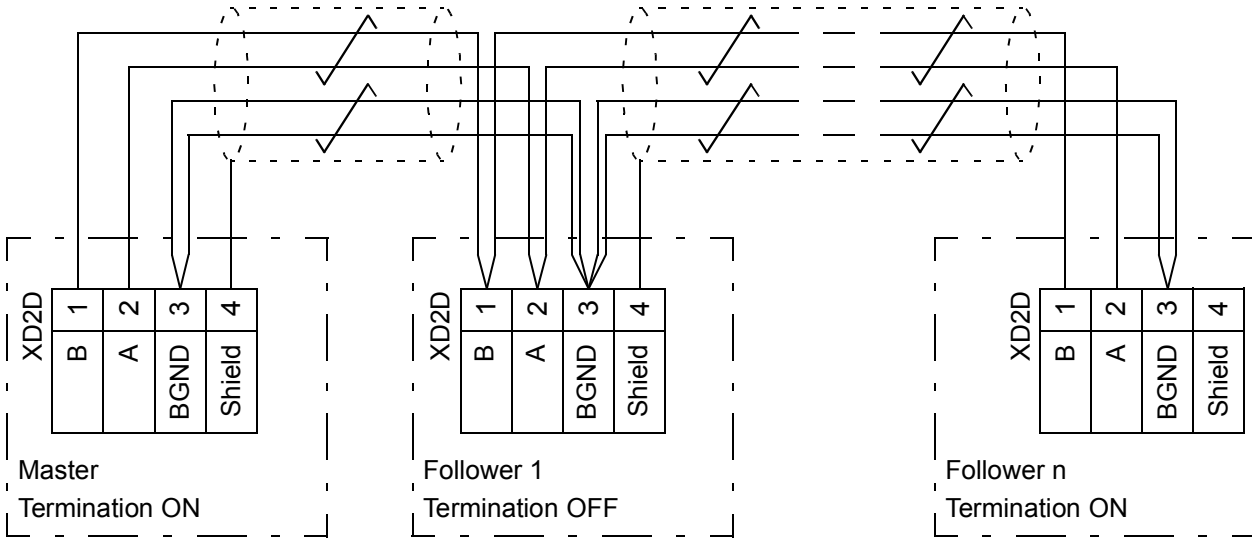 XD2D
1
2
3
4
B
A
BGND
Shield
Master
Termination ON
XD2D
1
2
3
4
B
A
BGND
Shield
Follower 1
Termination OFF
XD2D
1
2
3
4
B
A
BGND
Shield
Follower n
Termination ON